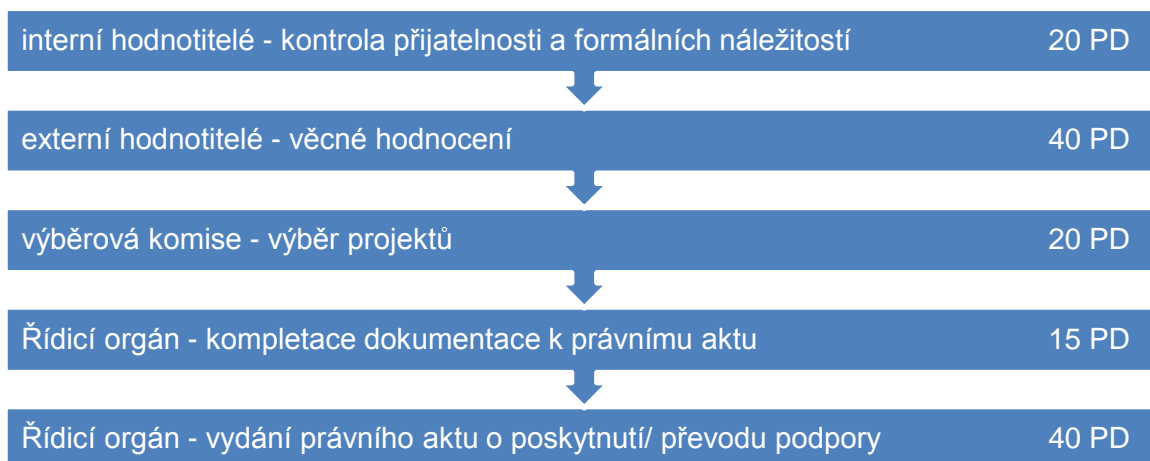 interní hodnotitelé - kontrola přijatelnosti a formálních náležitostí 20 PD
externí hodnotitelé - věcné hodnocení 40 PD
výběrová komise - výběr projektů 20 PD
Řídicí orgán - kompletace dokumentace k právnímu aktu 15 PD
Řídicí orgán - vydání právního aktu o poskytnutí/ převodu podpory 40 PD